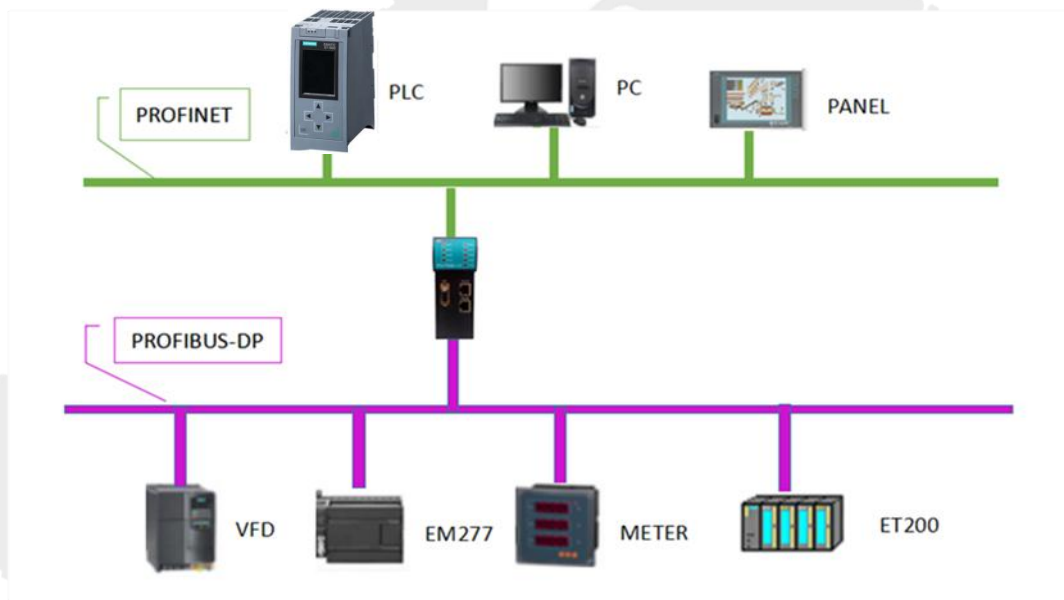 PROFINET
PLC
PC
PANEL
PROFIBUS-DP
VFD
EM277
METER
ET200